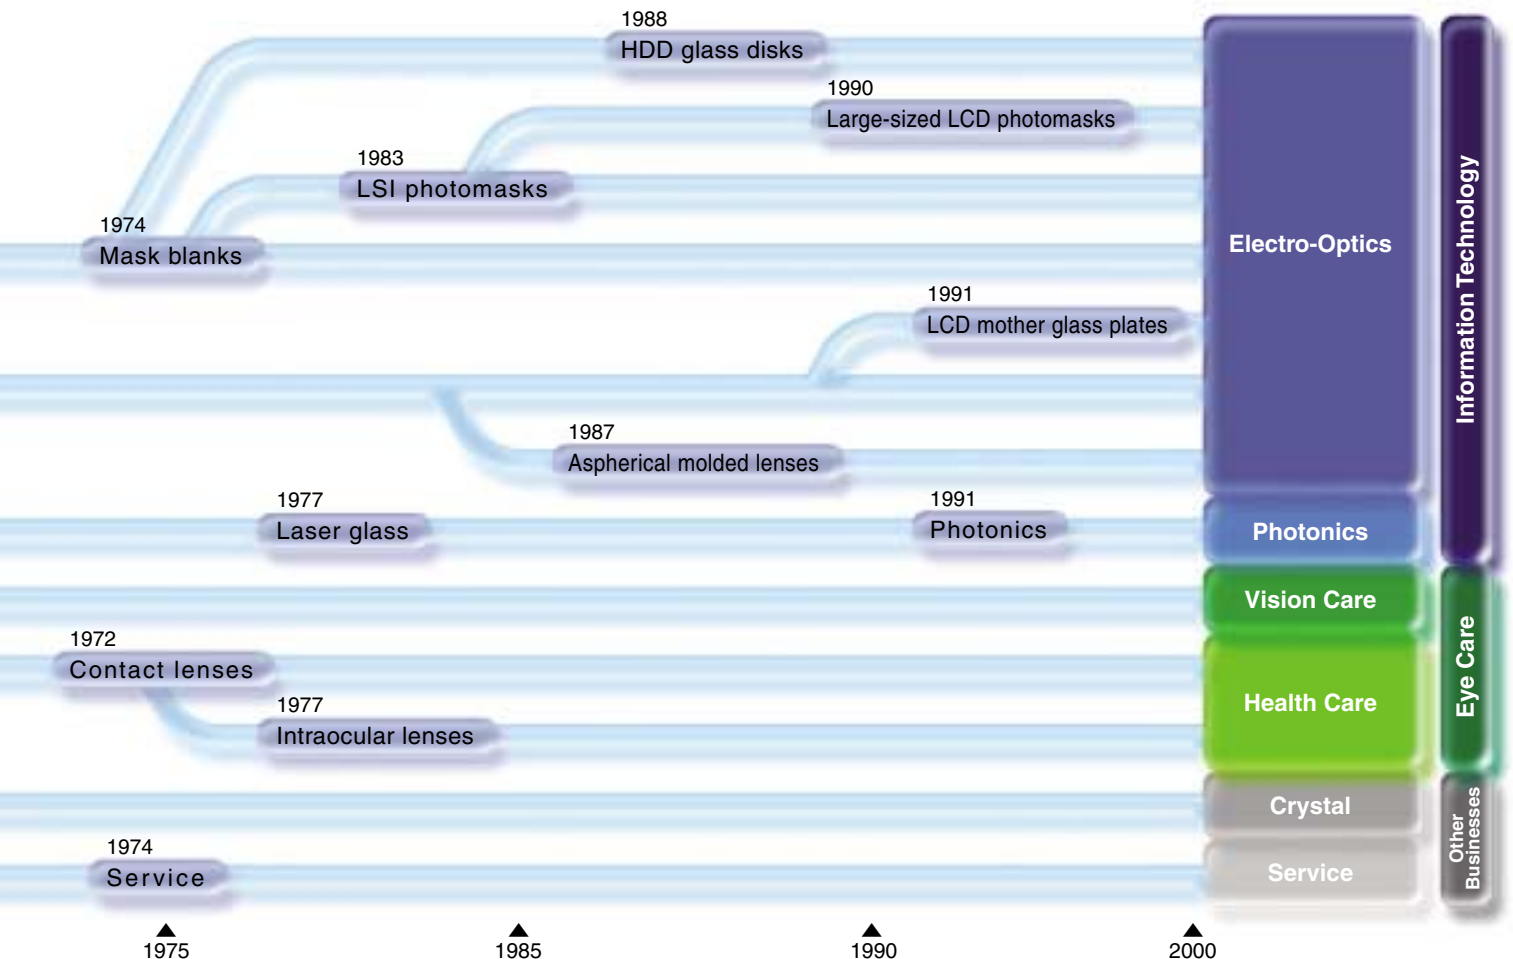 1988
HDD glass disks
1990
Large-sized LCD photomasks
1983
LSI photomasks
1974
Mask blanks
Electro-Optics
Information Technology
1991
LCD mother glass plates
1987
Aspherical molded lenses
1977
Laser glass
1991
Photonics
Photonics
Vision Care
1972
Contact lenses
1977
Intraocular lenses
Health Care
Eye Care
Crystal
Other
Businesses
1974
Service
Service
1975
1985
1990
2000